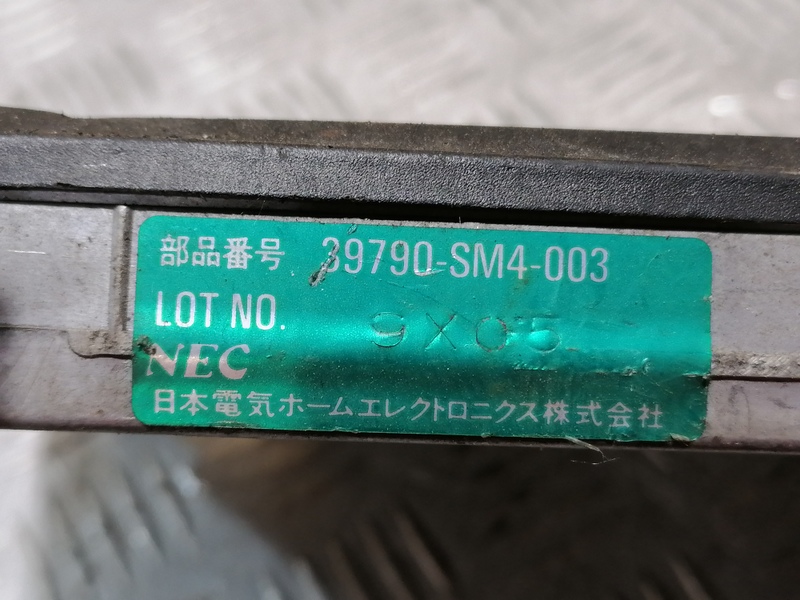 部品番号 39790-SM4-003
LOT NO. 9X05
NEC
日本電気ホームエレクトロニクス株式会社